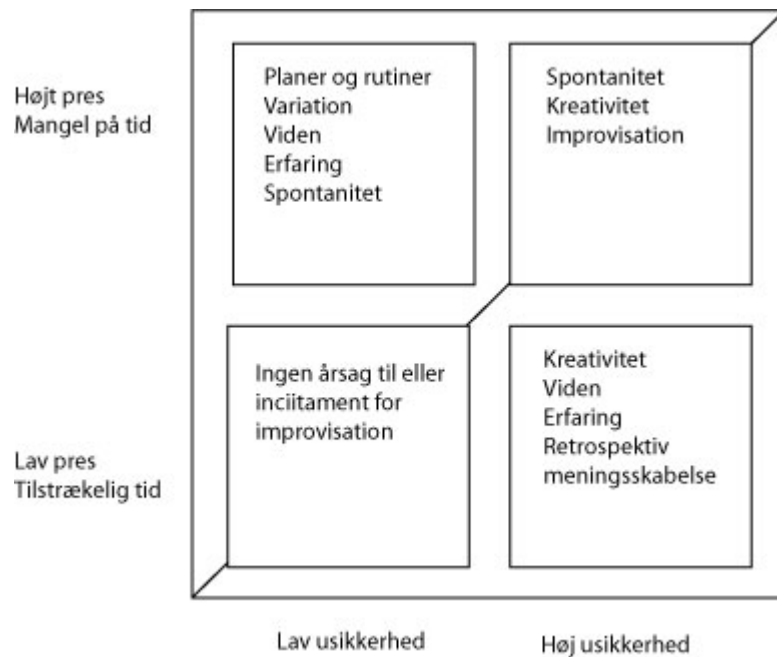 Højt pres
Mangel på tid
Planer og rutiner
Variation
Viden
Erfaring
Spontanitet
Spontanitet
Kreativitet
Improvisation
Lav pres
Tilstrækelig tid
Ingen årsag til eller
inciitament for
improvisation
Kreativitet
Viden
Erfaring
Retrospektiv
meningsskabelse
Lav usikkerhed
Høj usikkerhed